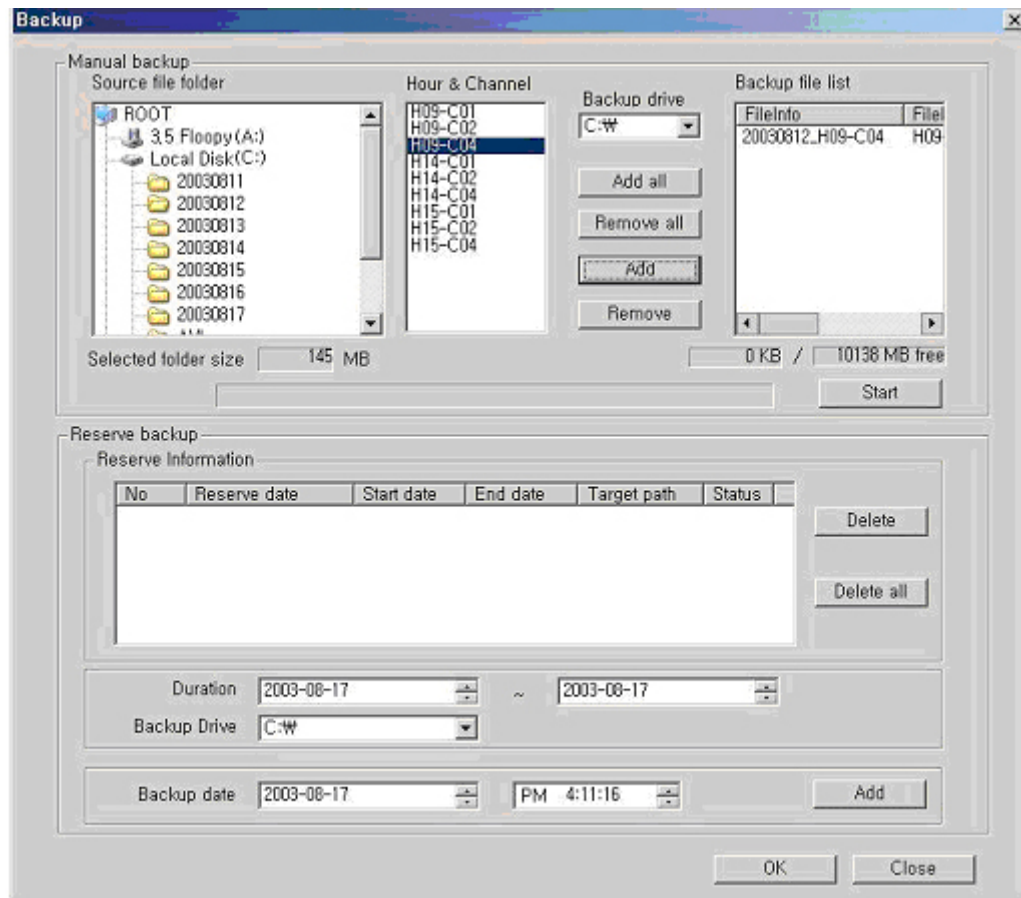 Backup
Manual backup
Source file folder
ROOT
3.5 Floopy(A:)
Local Disk(C:)
20030811
20030812
20030813
20030814
20030815
20030816
20030817
Hour & Channel
H09-C01
H09-C02
H09-C04
H14-C01
H14-C02
H14-C04
H15-C01
H15-C02
H15-C04
Backup drive
C:₩
Add all
Remove all
Add
Remove
Backup file list
FileInfo FileI
20030812_H09-C04 H09-
Selected folder size 145 MB
0 KB / 10138 MB free
Start
Reserve backup
Reserve Information
No Reserve date Start date End date Target path Status
Delete
Delete all
Duration 2003-08-17 ~ 2003-08-17
Backup Drive C:₩
Backup date 2003-08-17 PM 4:11:16 Add
OK Close